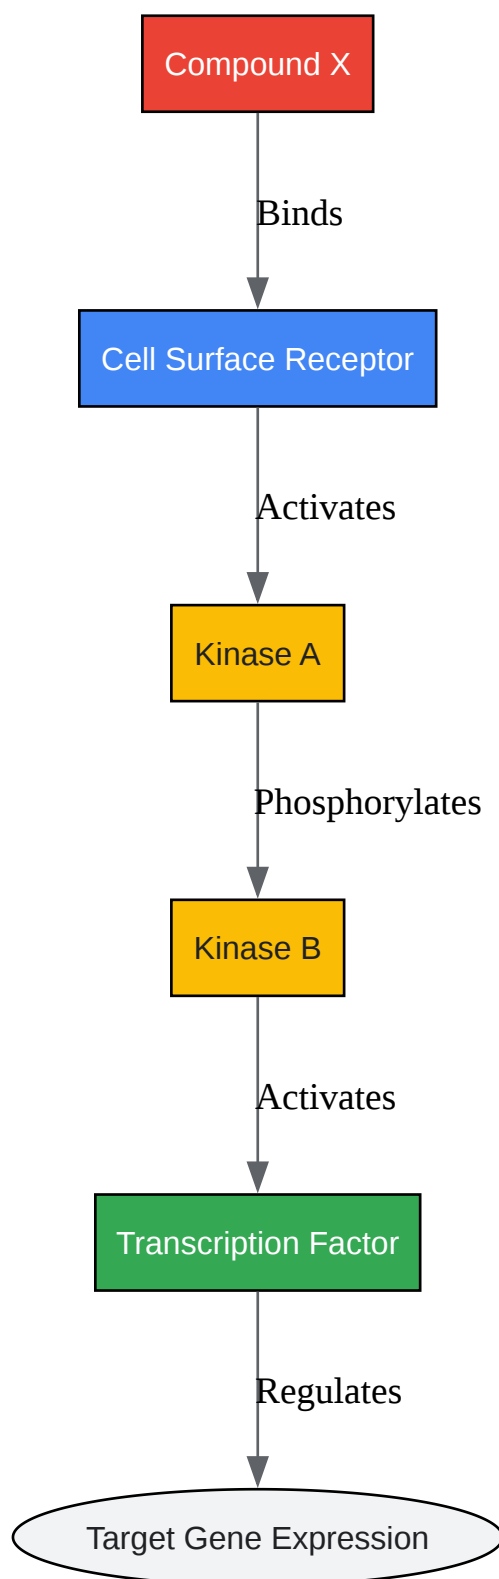 Compound X
Binds
Cell Surface Receptor
Activates
Kinase A
Phosphorylates
Kinase B
Activates
Transcription Factor
Regulates
Target Gene Expression